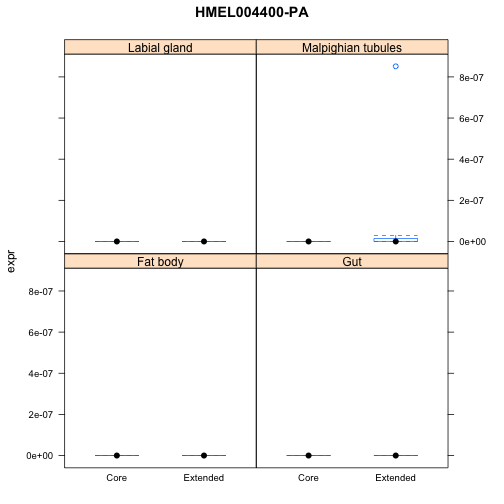 HMEL004400-PA
Labial gland Malpighian tubules
8e-07
6e-07
4e-07
2e-07
0e+00
expr
Fat body Gut
8e-07
6e-07
4e-07
2e-07
0e+00
Core Extended Core Extended